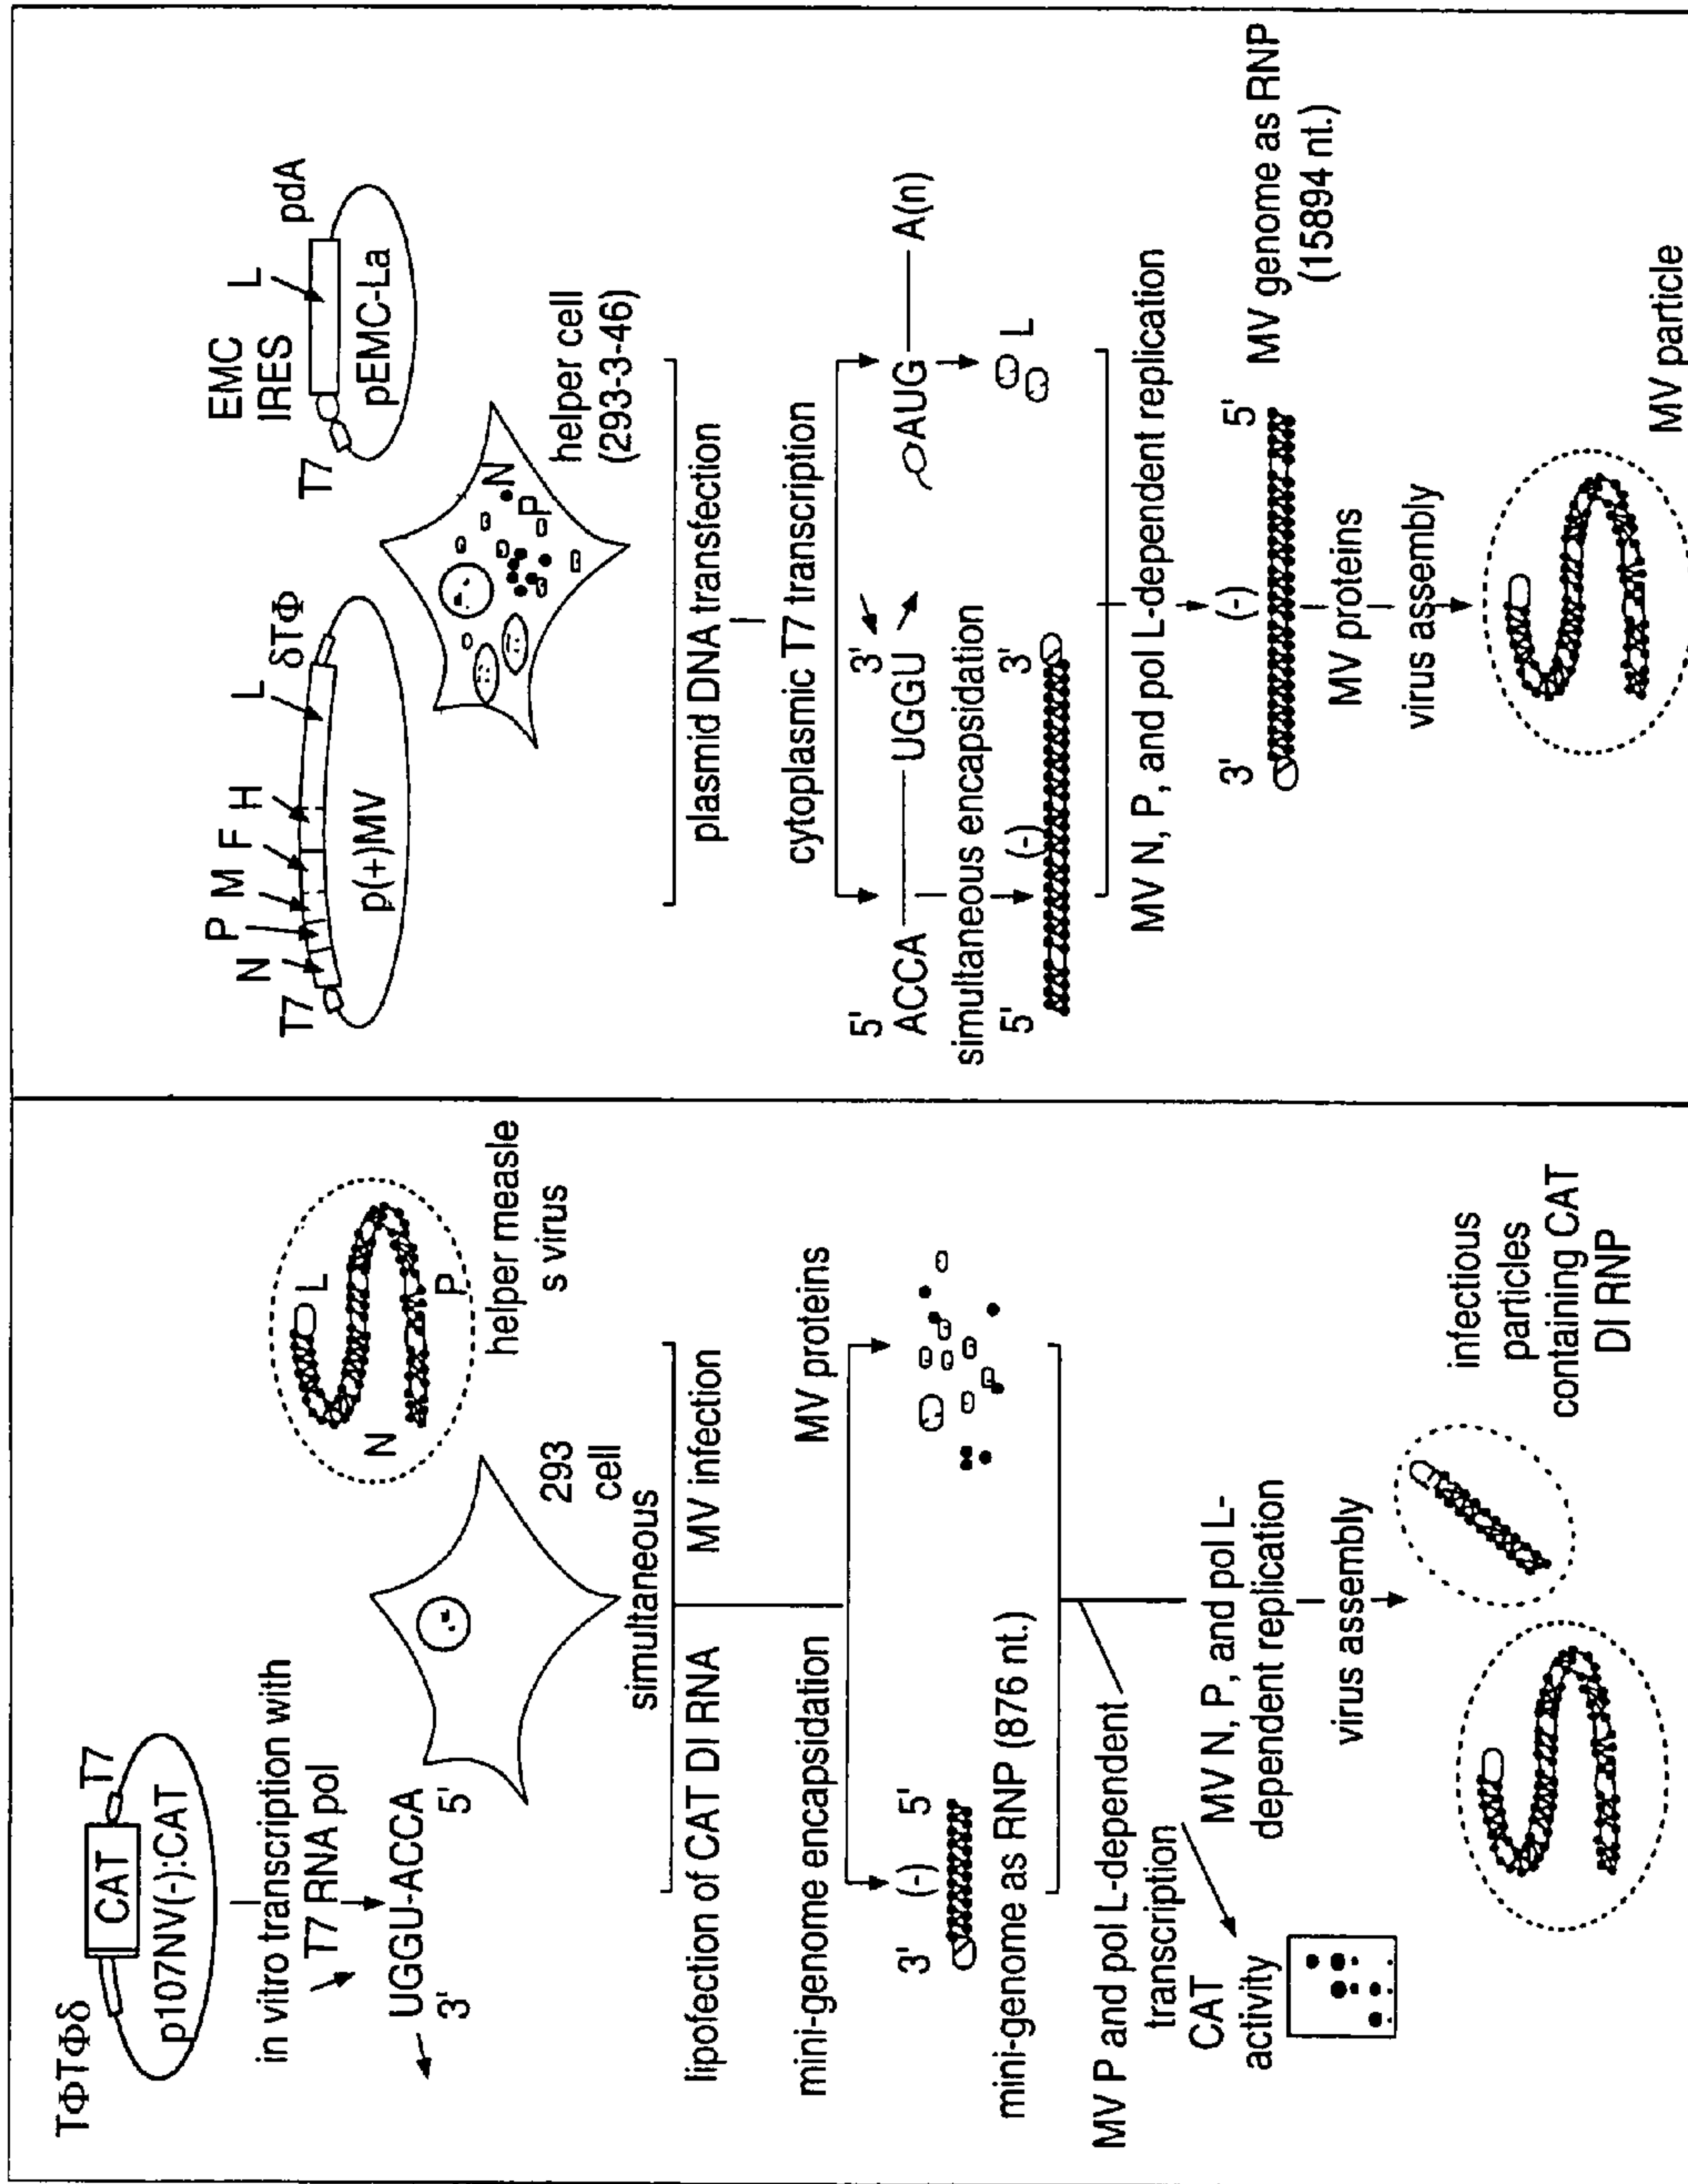 TΦTΦδ
CAT
T7
p107NV(-):CAT
in vitro transcription with
T7 RNA pol
UGGU-ACCA
3'
5'
293
cell
N
L
P
helper measle
s virus
simultaneous
lipofection of CAT DI RNA
MV infection
mini-genome encapsidation
MV proteins
3'
(-)
5'
mini-genome as RNP (876 nt.)
MV P and pol L-dependent
transcription
CAT
activity
MV N, P, and pol L-
dependent replication
virus assembly
infectious
particles
containing CAT
DI RNP
T7
N
P
M
F
H
L
δTΦ
p(+)MV
EMC
IRES
L
T7
pdA
pEMC-La
N
P
helper cell
(293-3-46)
plasmid DNA transfection
cytoplasmic T7 transcription
5'
3'
ACCA
UGGU
AUG
A(n)
simultaneous encapsidation
5'
(-)
3'
L
MV N, P, and pol L-dependent replication
3'
(-)
5'
MV genome as RNP
(15894 nt.)
MV proteins
virus assembly
MV particle